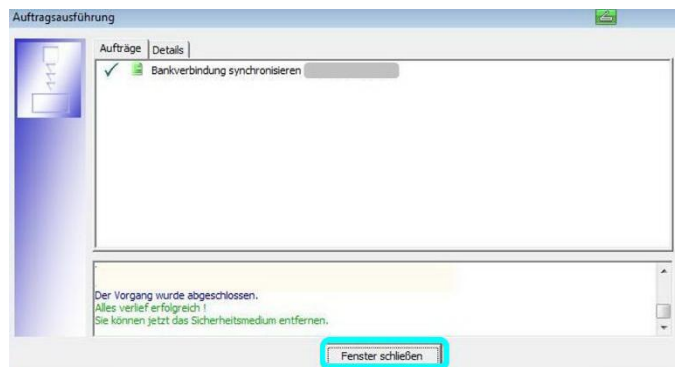 Auftragsausführung
Aufträge Details
Bankverbindung synchronisieren
Der Vorgang wurde abgeschlossen.
Alles verlief erfolgreich !
Sie können jetzt das Sicherheitsmedium entfernen.
Fenster schließen